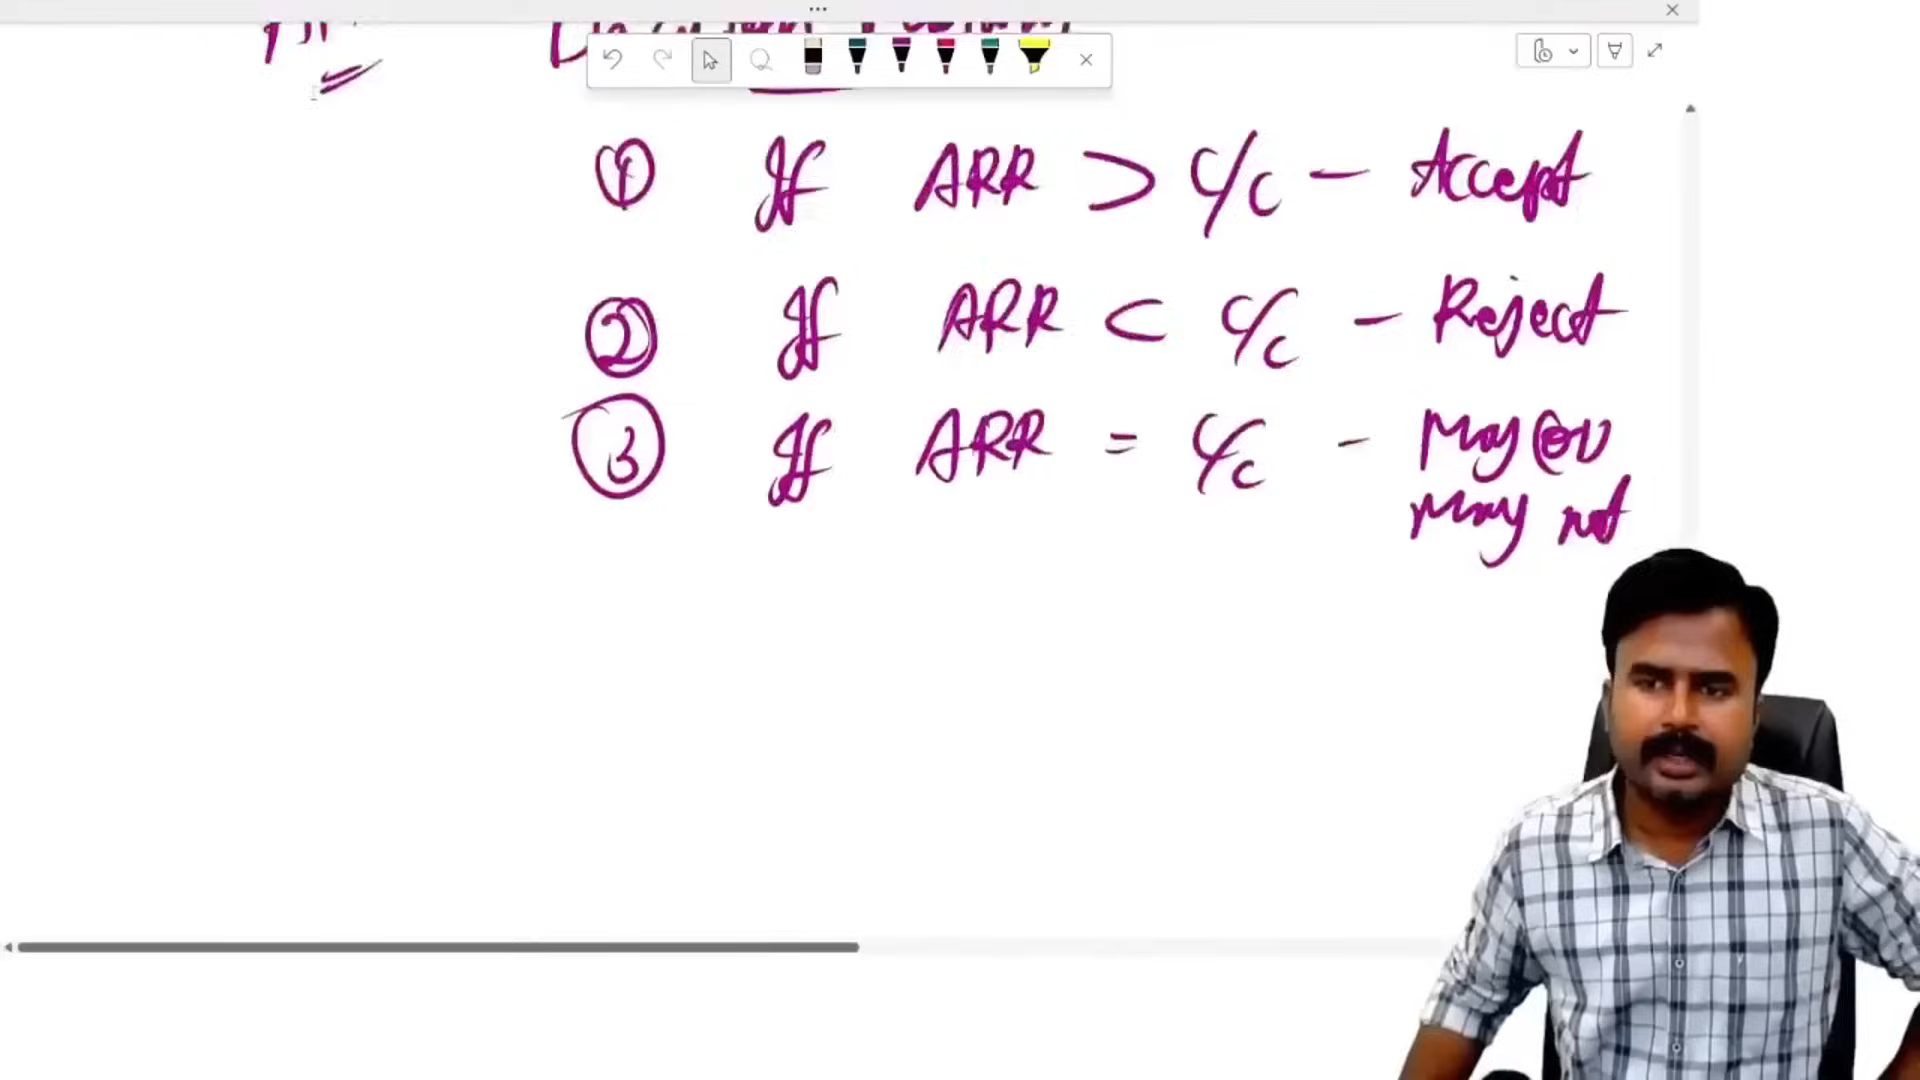 ① If ARR > C/C – Accept
② If ARR < C/C – Reject
③ If ARR = C/C – May (or)
May not